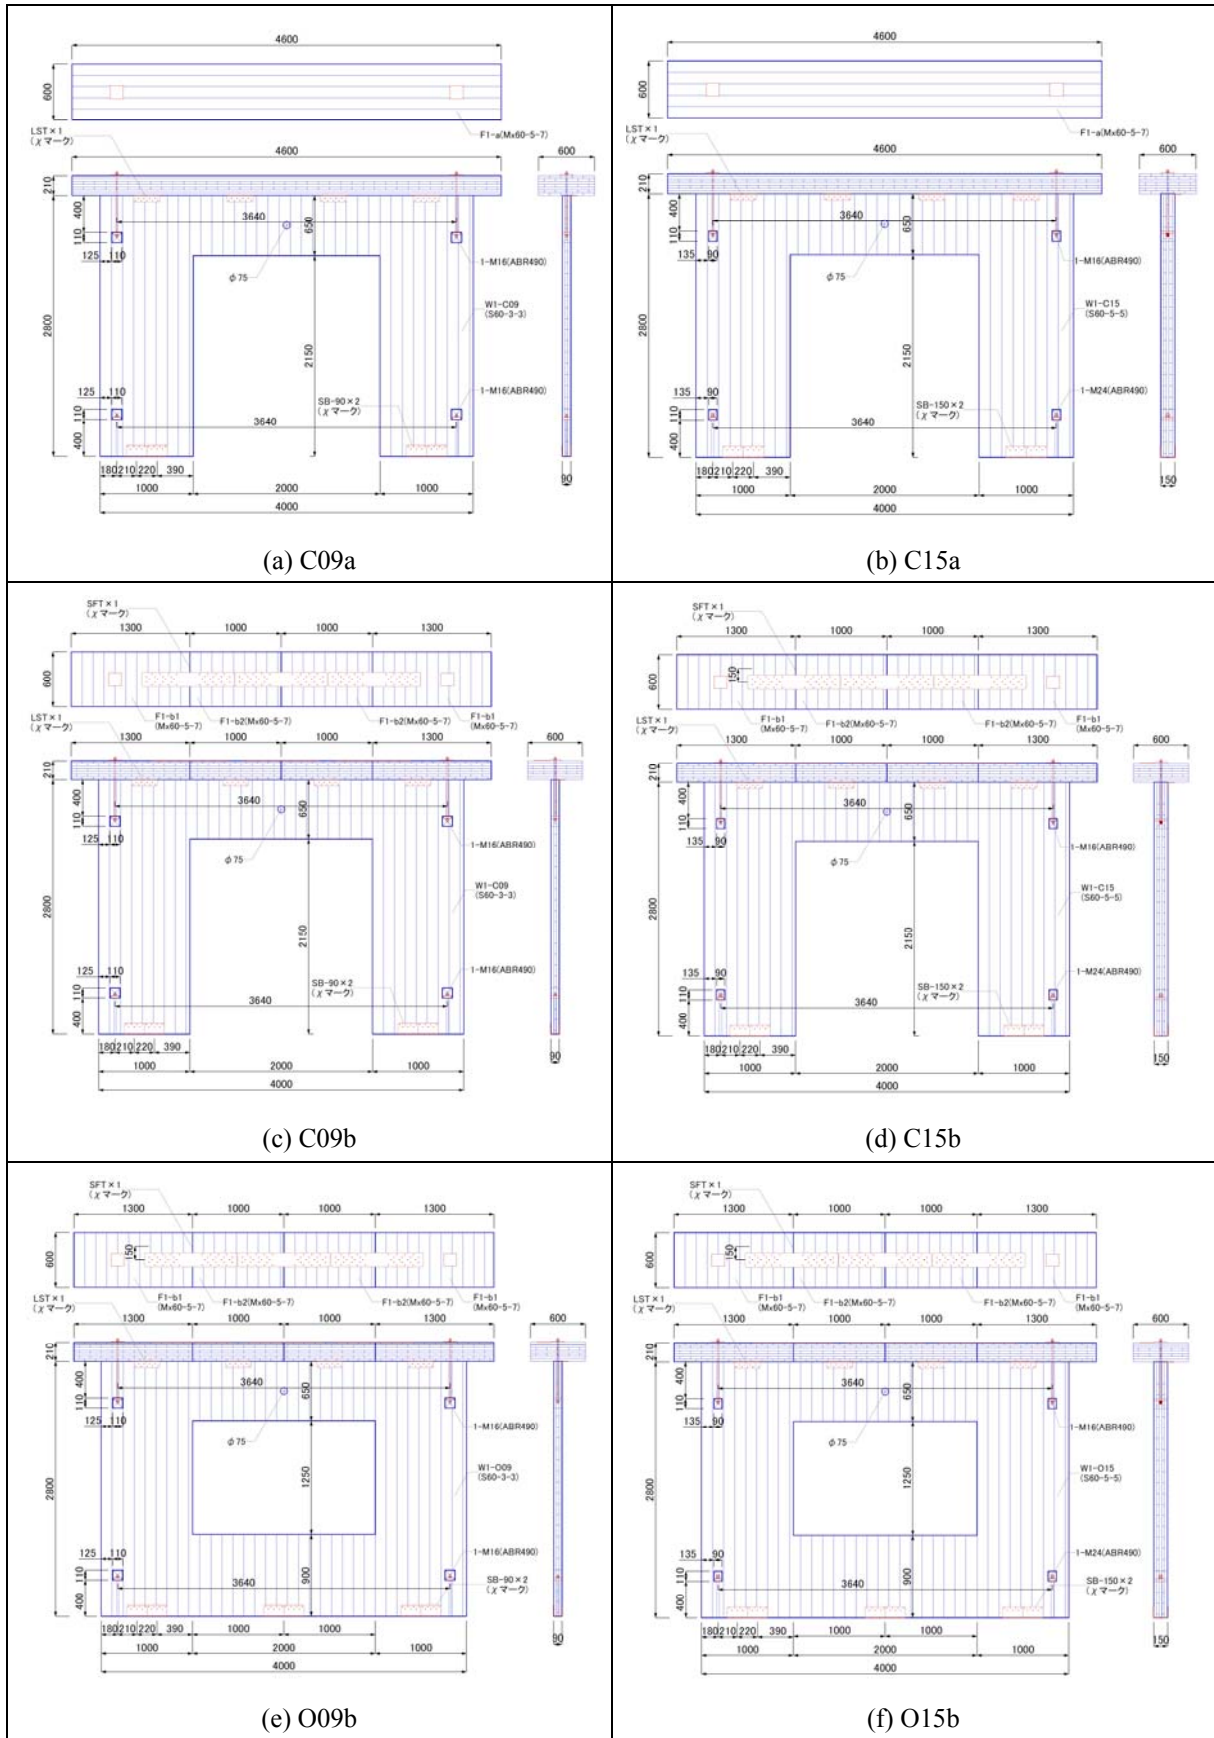 4600
600
F1-a(Mx60-5-7)
LST×1
(χマーク)
4600
600
210
400
3640
650
110
125 110
φ75
1-M16(ABR490)
W1-C09
(S60-3-3)
2800
2150
125 110
SB-90×2
(χマーク)
1-M16(ABR490)
110
3640
400
180 210 220 390
1000 2000 1000
90
4000
(a) C09a
4600
600
F1-a(Mx60-5-7)
LST×1
(χマーク)
4600
600
210
400
3640
650
110
135 90
φ75
1-M16(ABR490)
W1-C15
(S60-5-5)
2800
2150
135 90
SB-150×2
(χマーク)
1-M24(ABR490)
110
3640
400
180 210 220 390
1000 2000 1000
150
4000
(b) C15a
SFT×1
(χマーク)
1300 1000 1000 1300
600
F1-b1
(Mx60-5-7)
F1-b2(Mx60-5-7)
F1-b2(Mx60-5-7)
F1-b1
(Mx60-5-7)
LST×1
(χマーク)
1300 1000 1000 1300
600
210
400
3640
650
110
125 110
φ75
1-M16(ABR490)
W1-C09
(S60-3-3)
2800
2150
125 110
SB-90×2
(χマーク)
1-M16(ABR490)
110
3640
400
180 210 220 390
1000 2000 1000
90
4000
(c) C09b
SFT×1
(χマーク)
1300 1000 1000 1300
150
600
F1-b1
(Mx60-5-7)
F1-b2(Mx60-5-7)
F1-b2(Mx60-5-7)
F1-b1
(Mx60-5-7)
LST×1
(χマーク)
1300 1000 1000 1300
600
210
400
3640
650
110
135 90
φ75
1-M16(ABR490)
W1-C15
(S60-5-5)
2800
2150
135 90
SB-150×2
(χマーク)
1-M24(ABR490)
110
3640
400
180 210 220 390
1000 2000 1000
150
4000
(d) C15b
SFT×1
(χマーク)
1300 1000 1000 1300
150
600
F1-b1
(Mx60-5-7)
F1-b2(Mx60-5-7)
F1-b2(Mx60-5-7)
F1-b1
(Mx60-5-7)
LST×1
(χマーク)
1300 1000 1000 1300
600
210
400
3640
650
110
125 110
φ75
1-M16(ABR490)
W1-O09
(S60-3-3)
2800
1250
125 110
1-M16(ABR490)
110
3640
900
SB-90×2
(χマーク)
400
180 210 220 390 1000 1000
1000 2000 1000
90
4000
(e) O09b
SFT×1
(χマーク)
1300 1000 1000 1300
150
600
F1-b1
(Mx60-5-7)
F1-b2(Mx60-5-7)
F1-b2(Mx60-5-7)
F1-b1
(Mx60-5-7)
LST×1
(χマーク)
1300 1000 1000 1300
600
210
400
3640
650
110
135 90
φ75
1-M16(ABR490)
W1-O15
(S60-5-5)
2800
1250
135 90
1-M24(ABR490)
110
3640
900
SB-150×2
(χマーク)
400
180 210 220 390 1000 1000
1000 2000 1000
150
4000
(f) O15b